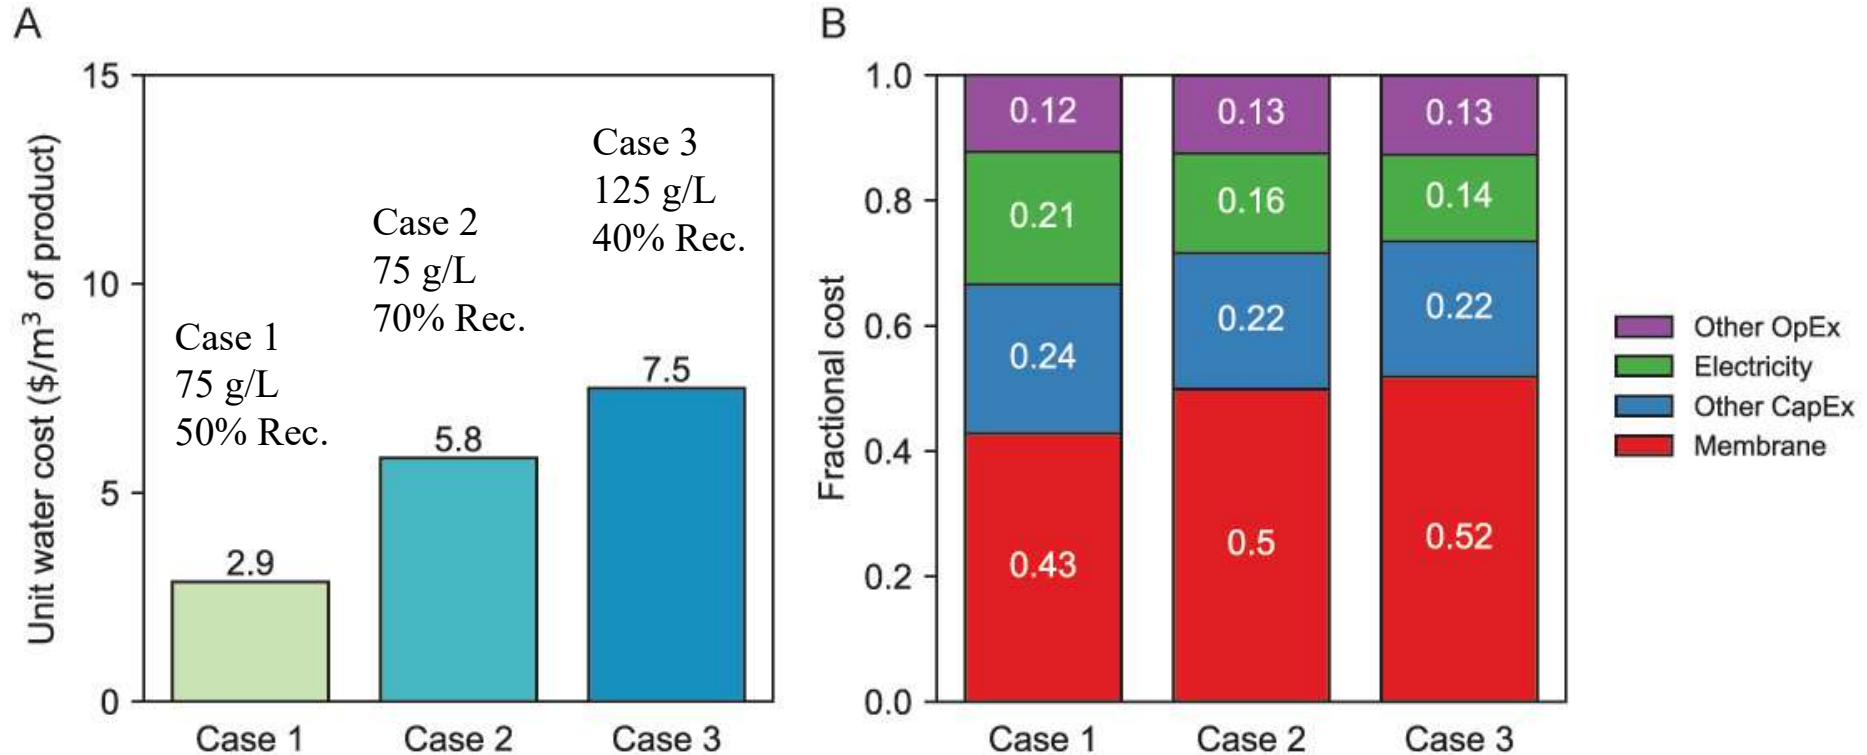 A
Unit water cost ($/m³ of product)
15
10
5
0
Case 1
75 g/L
50% Rec.
Case 2
75 g/L
70% Rec.
Case 3
125 g/L
40% Rec.
2.9
5.8
7.5
Case 1
Case 2
Case 3
B
Fractional cost
1.0
0.8
0.6
0.4
0.2
0.0
0.12
0.21
0.24
0.43
0.13
0.16
0.22
0.5
0.13
0.14
0.22
0.52
Case 1
Case 2
Case 3
Other OpEx
Electricity
Other CapEx
Membrane